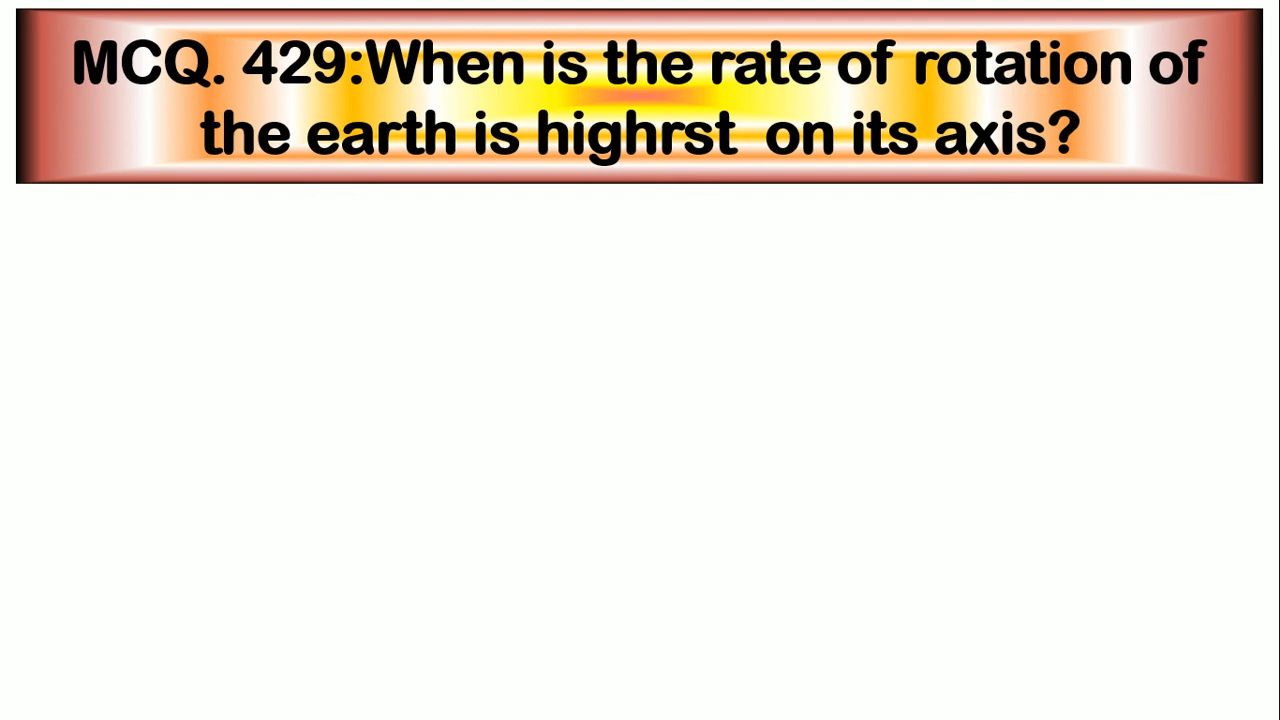 MCQ. 429:When is the rate of rotation of
the earth is highrst on its axis?